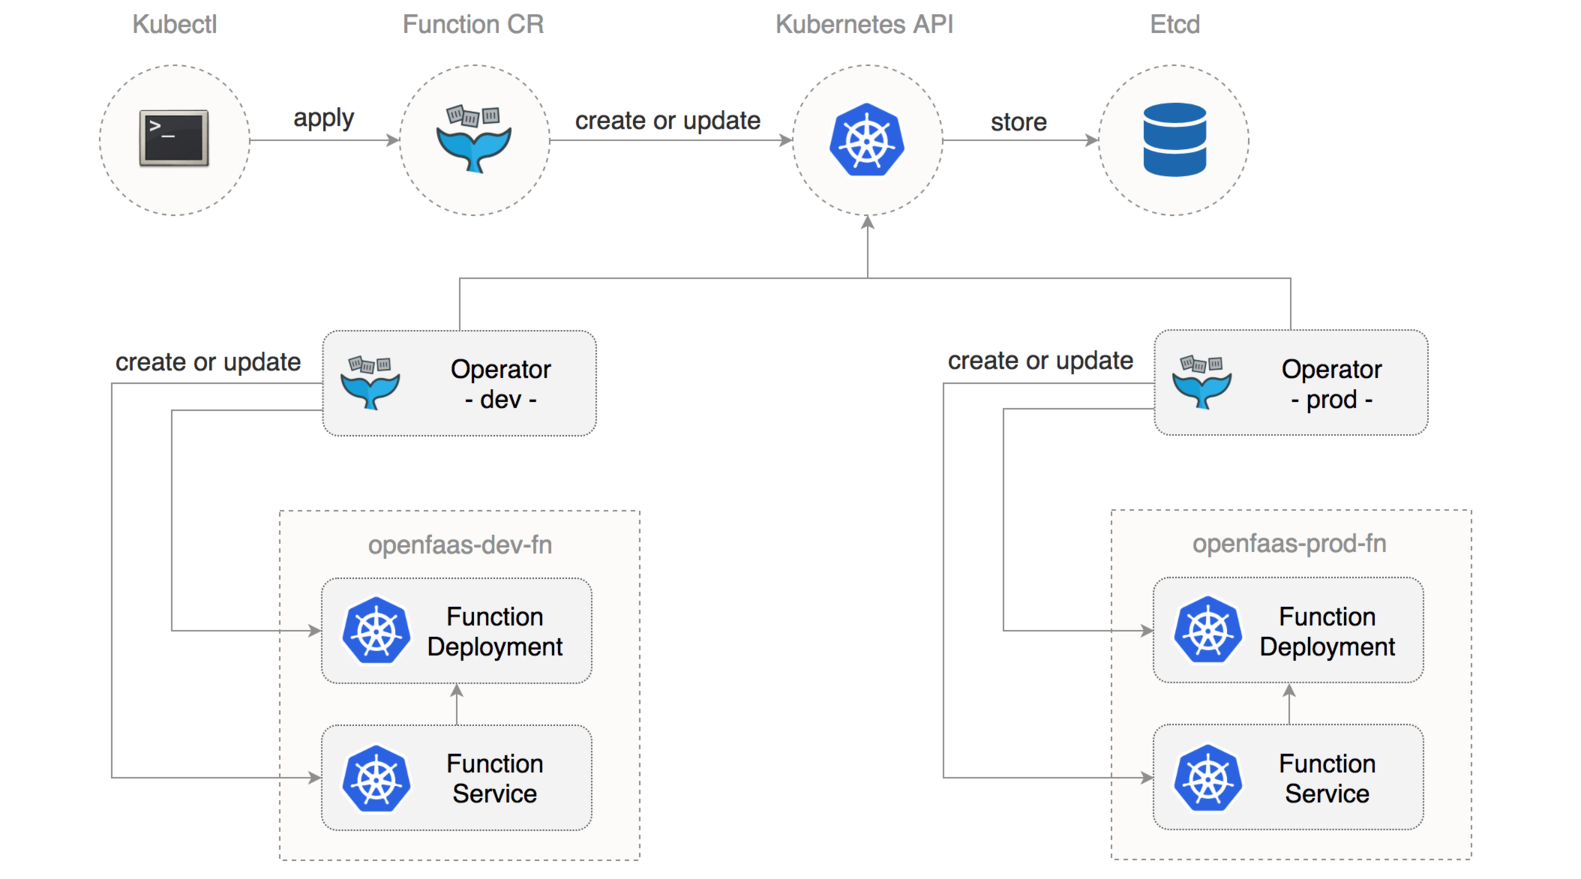 Kubectl
Function CR
Kubernetes API
Etcd
>_
apply
create or update
store
create or update
Operator
- dev -
create or update
Operator
- prod -
openfaas-dev-fn
Function
Deployment
Function
Service
openfaas-prod-fn
Function
Deployment
Function
Service